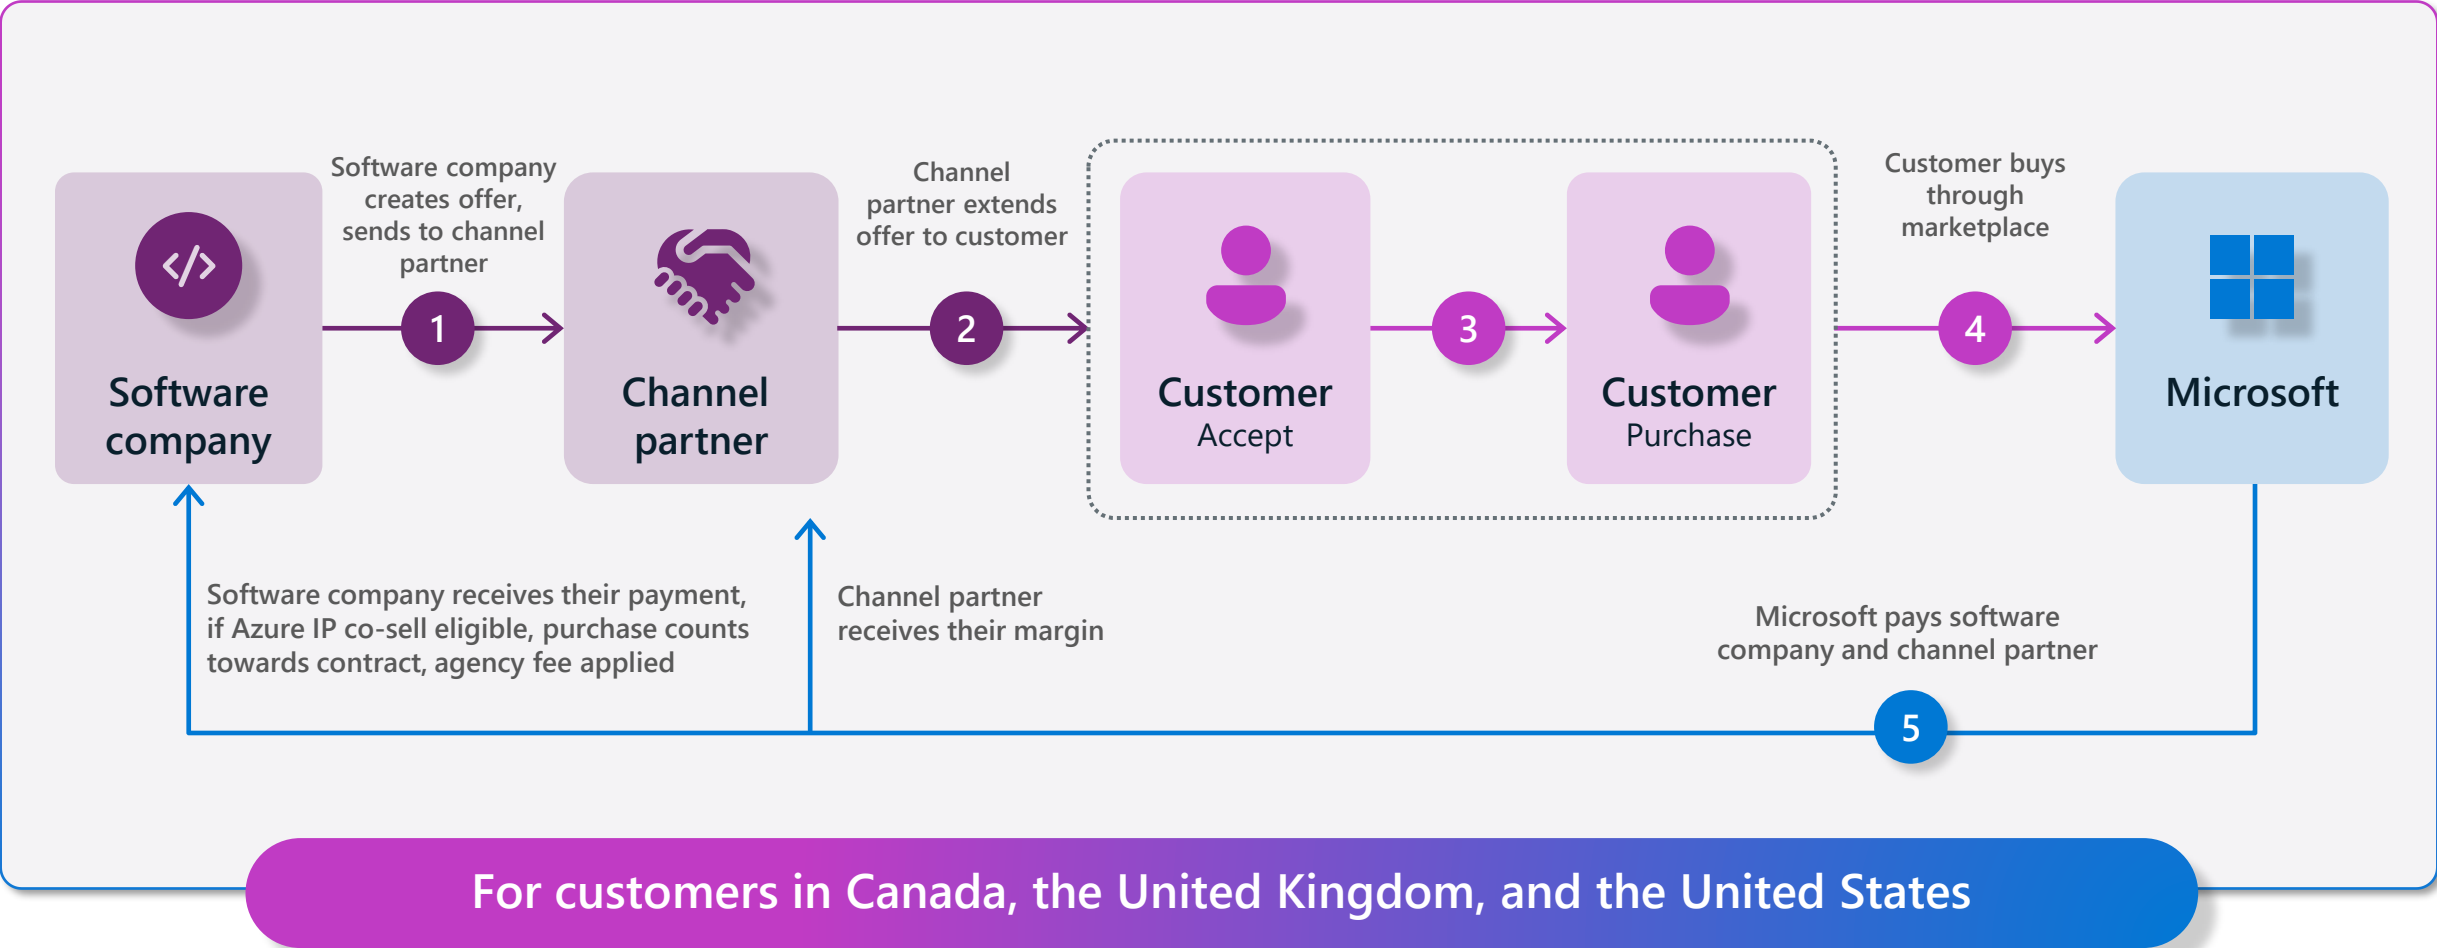 Software company
creates offer,
sends to channel
partner
1
Software
company
Channel
partner extends
offer to customer
2
Channel
partner
Customer
Accept
3
Customer
Purchase
Customer buys
through
marketplace
4
Microsoft
Software company receives their payment,
if Azure IP co-sell eligible, purchase counts
towards contract, agency fee applied
Channel partner
receives their margin
Microsoft pays software
company and channel partner
5
For customers in Canada, the United Kingdom, and the United States